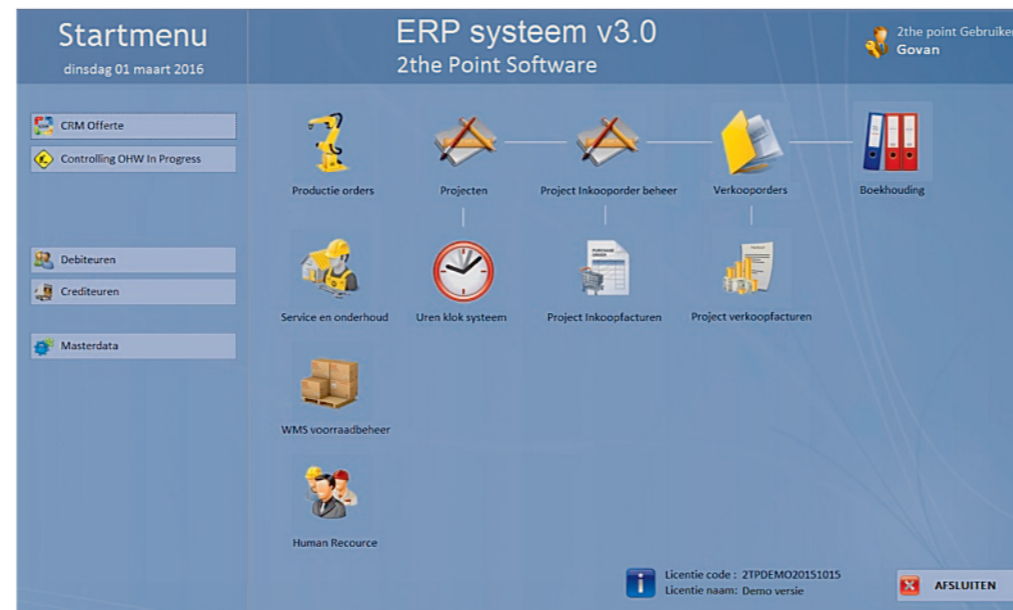 Startmenu
dinsdag 01 maart 2016
ERP systeem v3.0
2the Point Software
2the point Gebruiker
Govan
CRM Offerte
Controlling OHW In Progress
Debiteuren
Crediteuren
Masterdata
Productie orders
Projecten
Project Inkooporder beheer
Verkooporders
Boekhouding
PURCHASE
ORDER
Service en onderhoud
Uren klok systeem
Project Inkoopfacturen
Project verkoopfacturen
WMS voorraadbeheer
Human Recource
Licentie code : 2TPDEMO20151015
Licentie naam: Demo versie
AFSLUITEN